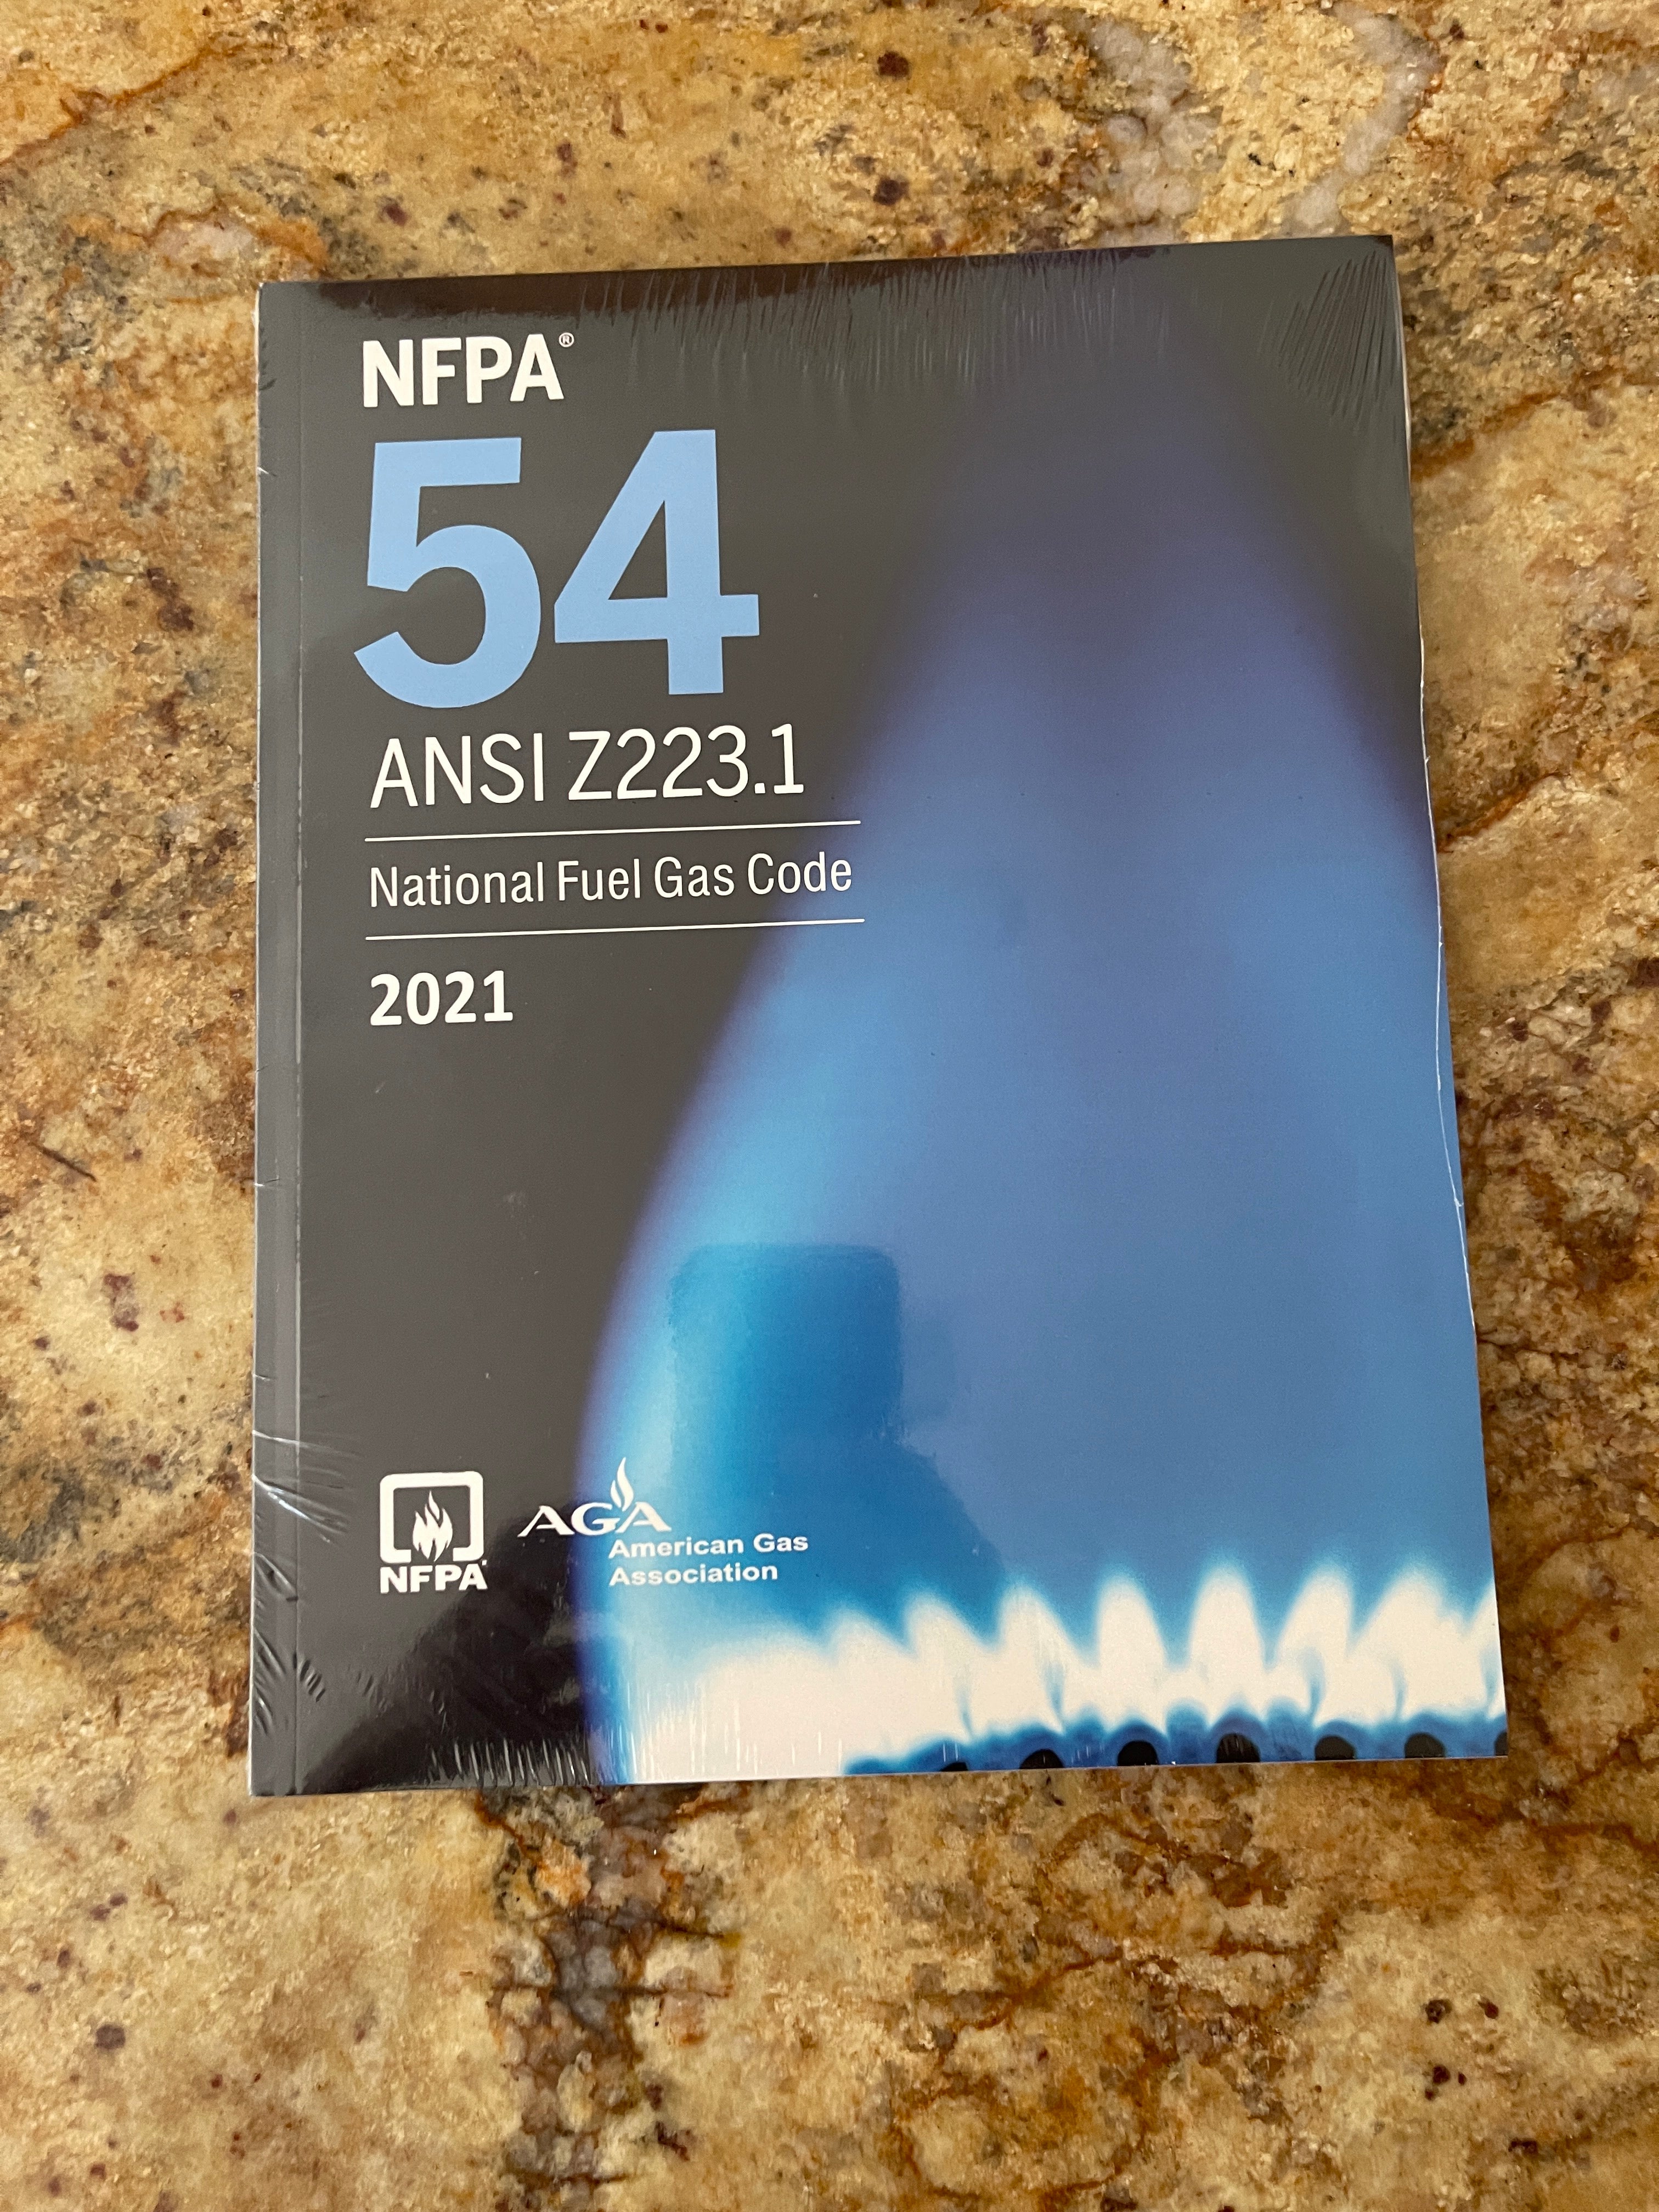 NFPA®
54
ANSI Z223.1
National Fuel Gas Code
2021
NFPA®
AGA
American Gas
Association